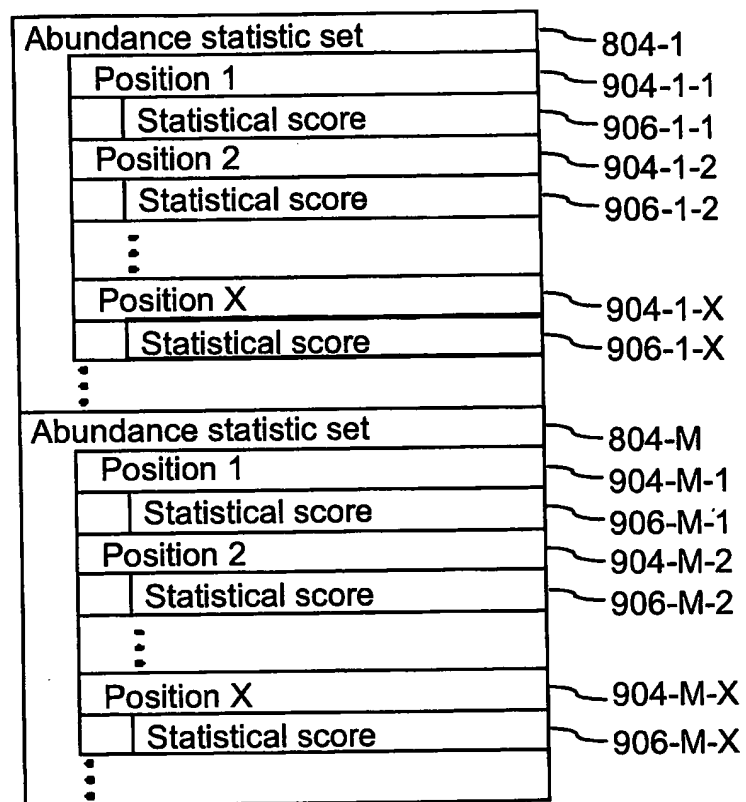 Abundance statistic set 804-1
Position 1 904-1-1
Statistical score 906-1-1
Position 2 904-1-2
Statistical score 906-1-2
Position X 904-1-X
Statistical score 906-1-X
Abundance statistic set 804-M
Position 1 904-M-1
Statistical score 906-M-1
Position 2 904-M-2
Statistical score 906-M-2
Position X 904-M-X
Statistical score 906-M-X